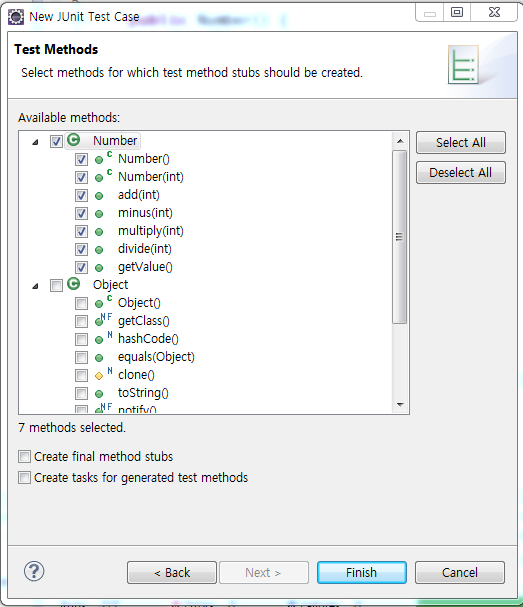 New JUnit Test Case
Test Methods
Select methods for which test method stubs should be created.
Available methods:
Number
Number()
Number(int)
add(int)
minus(int)
multiply(int)
divide(int)
getValue()
Object
Object()
getClass()
hashCode()
equals(Object)
clone()
toString()
notify()
Select All
Deselect All
7 methods selected.
Create final method stubs
Create tasks for generated test methods
< Back
Next >
Finish
Cancel